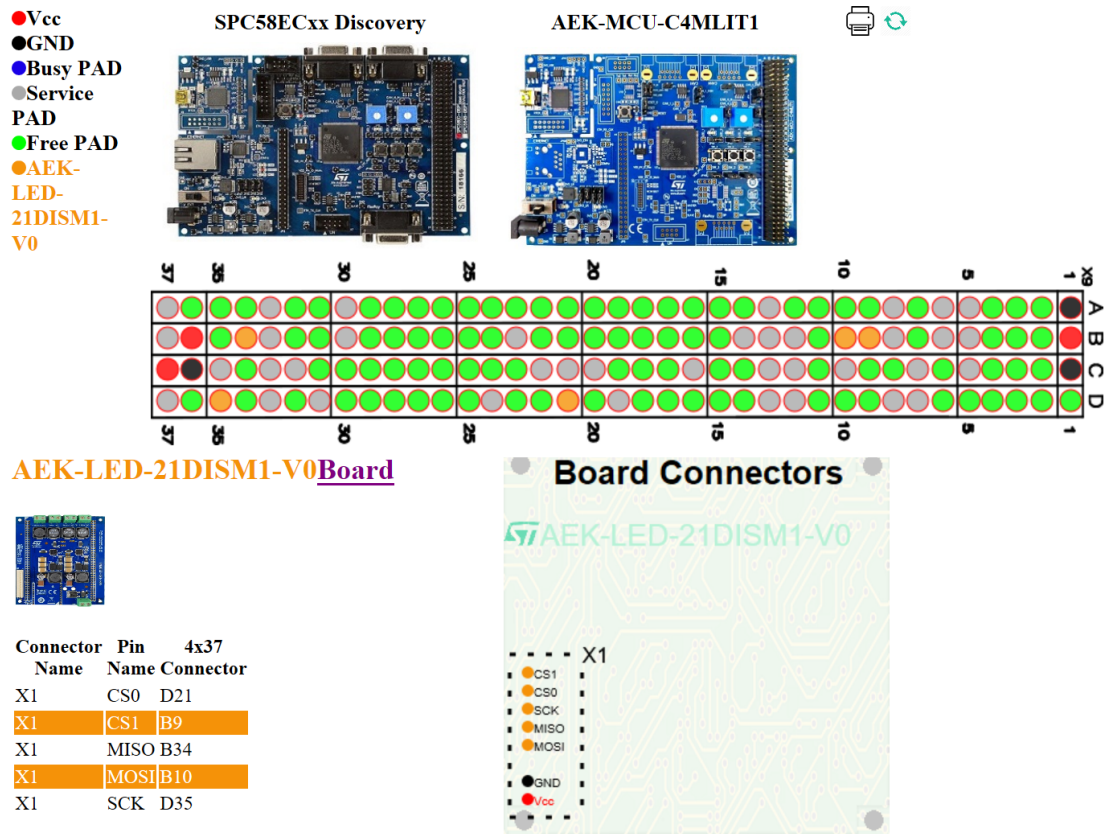 Vcc
GND
Busy PAD
Service
PAD
Free PAD
AEK-
LED-
21DISM1-
V0
SPC58ECxx Discovery
AEK-MCU-C4MLIT1
37 35 30 25 20 15 10 5 1 X9
A
B
C
D
37 35 30 25 20 15 10 5 1
AEK-LED-21DISM1-V0Board
Connector Name Pin Name 4x37 Connector
X1 CS0 D21
X1 CS1 B9
X1 MISO B34
X1 MOSI B10
X1 SCK D35
Board Connectors
ST AEK-LED-21DISM1-V0
X1
CS1
CS0
SCK
MISO
MOSI
GND
Vcc